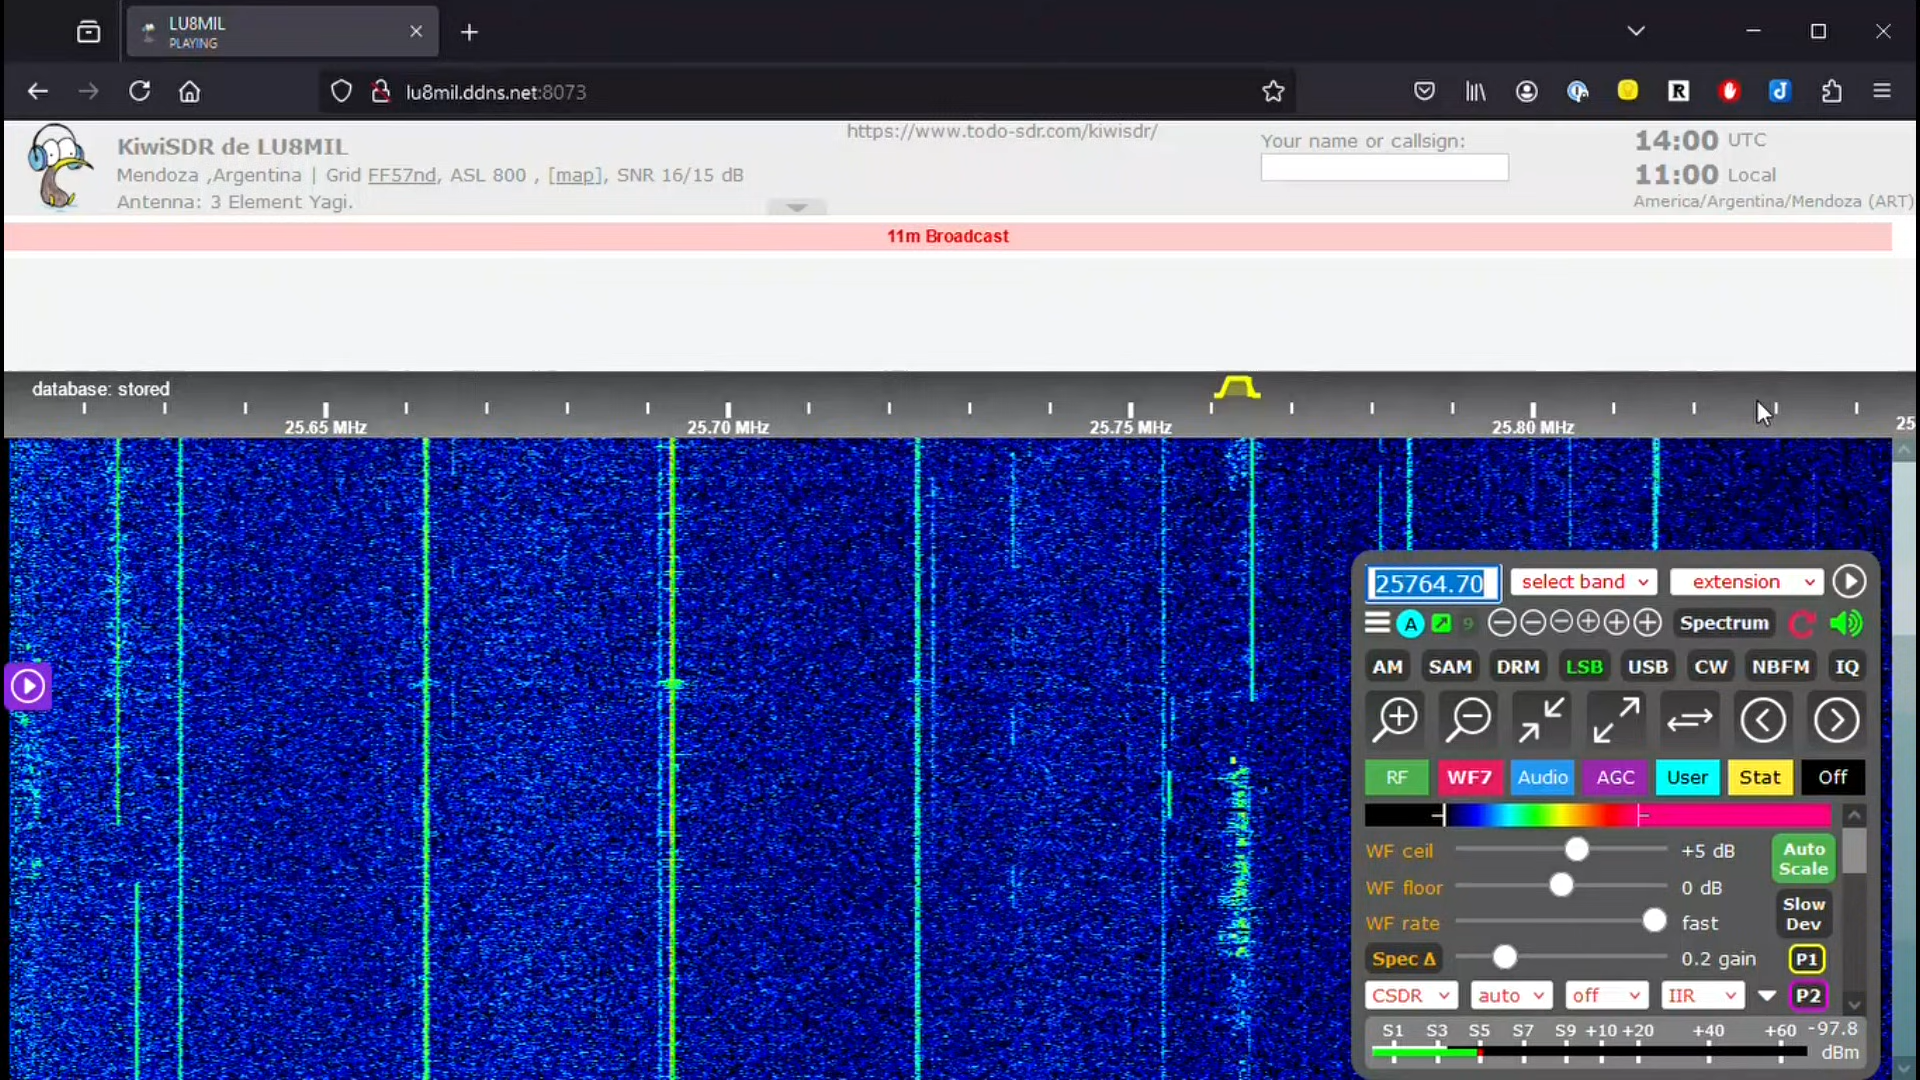 LU8MIL
PLAYING
lu8mil.ddns.net:8073
KiwiSDR de LU8MIL
Mendoza ,Argentina | Grid FF57nd, ASL 800 , [map], SNR 16/15 dB
Antenna: 3 Element Yagi.
https://www.todo-sdr.com/kiwisdr/
Your name or callsign:
14:00 UTC
11:00 Local
America/Argentina/Mendoza (ART)
11m Broadcast
database: stored
25.65 MHz 25.70 MHz 25.75 MHz 25.80 MHz 25
25764.70 select band extension
A 9 Spectrum
AM SAM DRM LSB USB CW NBFM IQ
RF WF7 Audio AGC User Stat Off
WF ceil +5 dB Auto Scale
WF floor 0 dB
WF rate fast Slow Dev
Spec Δ 0.2 gain P1
CSDR auto off IIR P2
S1 S3 S5 S7 S9 +10 +20 +40 +60 -97.8
dBm